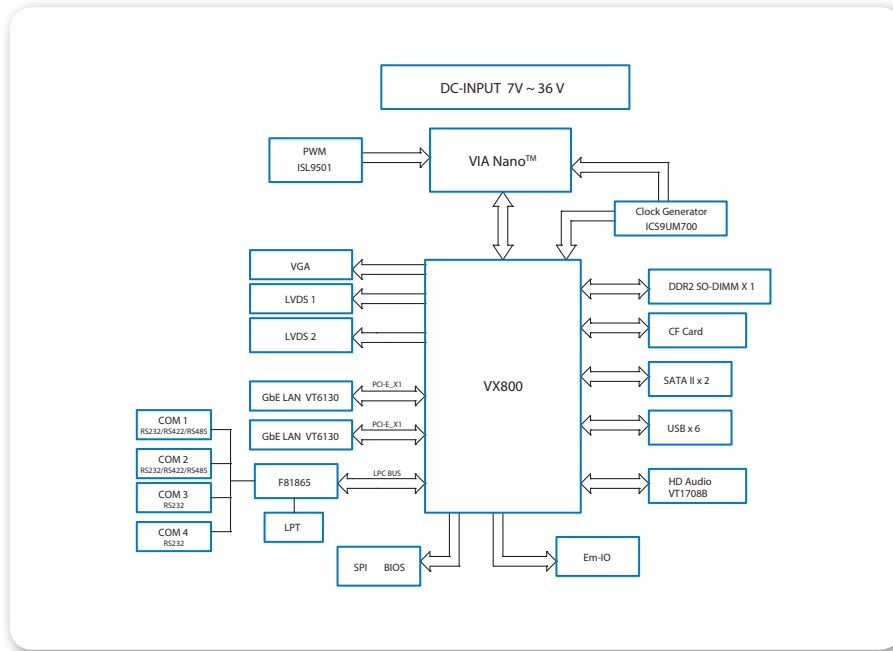 DC-INPUT 7V ~ 36 V
PWM
ISL9501
VIA Nano™
Clock Generator
ICS9UM700
VGA
LVDS 1
LVDS 2
GbE LAN VT6130
PCI-E_X1
GbE LAN VT6130
PCI-E_X1
VX800
DDR2 SO-DIMM X 1
CF Card
SATA II x 2
USB x 6
HD Audio
VT1708B
COM 1
RS232/RS422/RS485
COM 2
RS232/RS422/RS485
COM 3
RS232
COM 4
RS232
F81865
LPC BUS
LPT
SPI BIOS
Em-IO